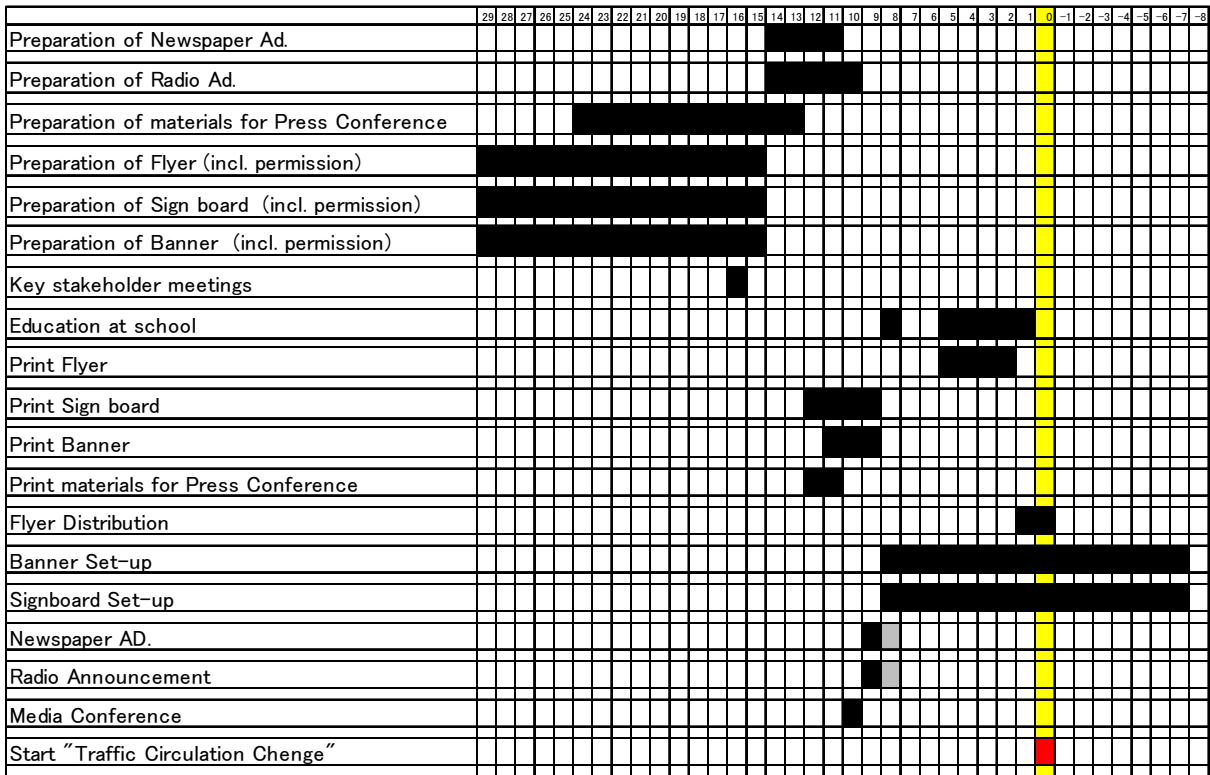 29 28 27 26 25 24 23 22 21 20 19 18 17 16 15 14 13 12 11 10 9 8 7 6 5 4 3 2 1 0 -1 -2 -3 -4 -5 -6 -7 -8
Preparation of Newspaper Ad.
Preparation of Radio Ad.
Preparation of materials for Press Conference
Preparation of Flyer (incl. permission)
Preparation of Sign board (incl. permission)
Preparation of Banner (incl. permission)
Key stakeholder meetings
Education at school
Print Flyer
Print Sign board
Print Banner
Print materials for Press Conference
Flyer Distribution
Banner Set-up
Signboard Set-up
Newspaper AD.
Radio Announcement
Media Conference
Start "Traffic Circulation Chenge"